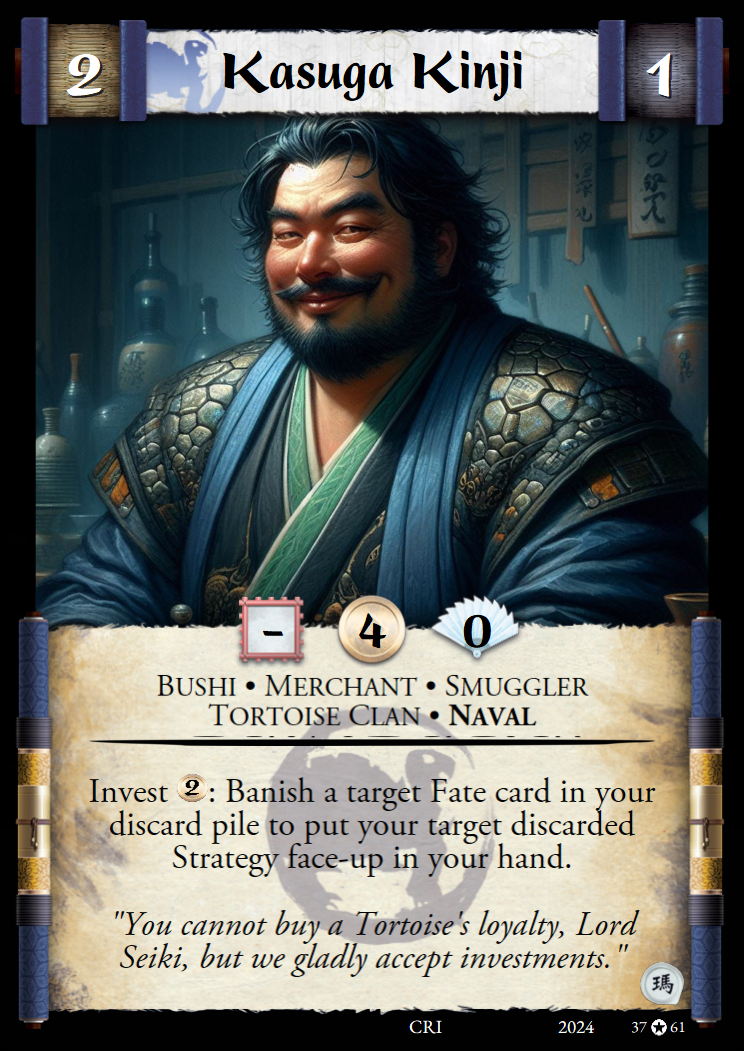 2 Kasuga Kinji 1
- 4 0
BUSHI • MERCHANT • SMUGGLER
TORTOISE CLAN • NAVAL
Invest 2: Banish a target Fate card in your
discard pile to put your target discarded
Strategy face-up in your hand.
"You cannot buy a Tortoise's loyalty, Lord
Seiki, but we gladly accept investments."
瑪
CRI 2024 37 61